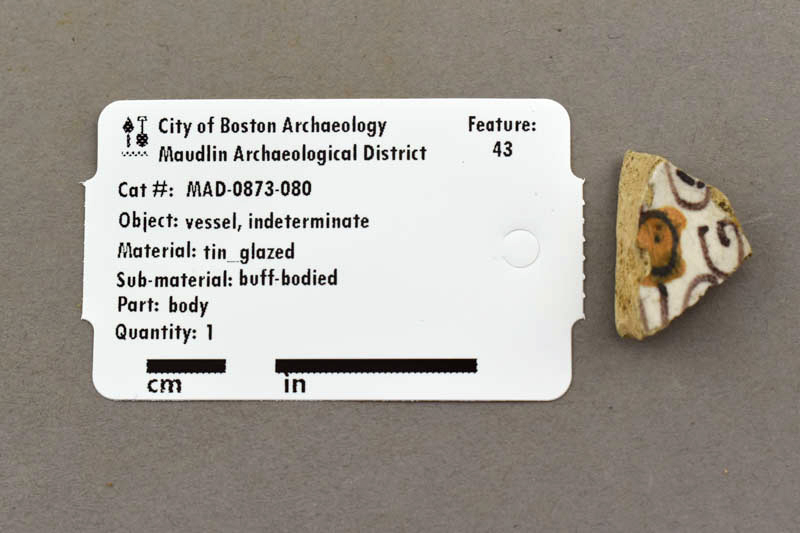 City of Boston Archaeology
Maudlin Archaeological District
Feature:
43
Cat #: MAD-0873-080
Object: vessel, indeterminate
Material: tin_glazed
Sub-material: buff-bodied
Part: body
Quantity: 1
cm in